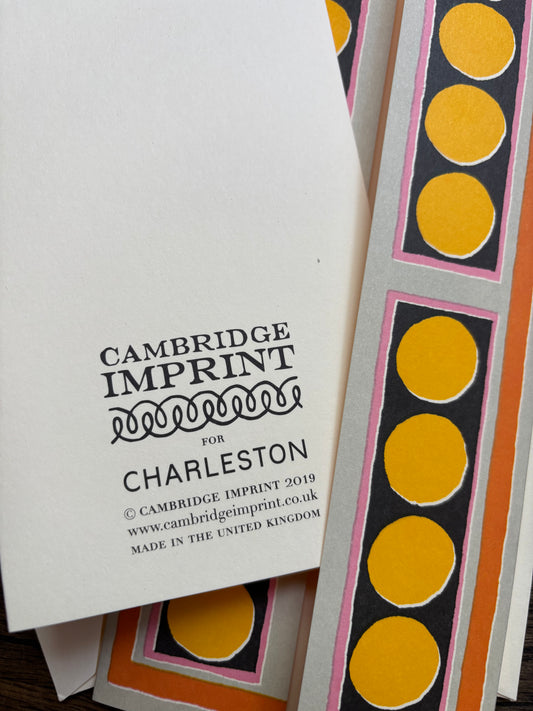 CAMBRIDGE
IMPRINT
FOR
CHARLESTON
© CAMBRIDGE IMPRINT 2019
www.cambridgeimprint.co.uk
MADE IN THE UNITED KINGDOM